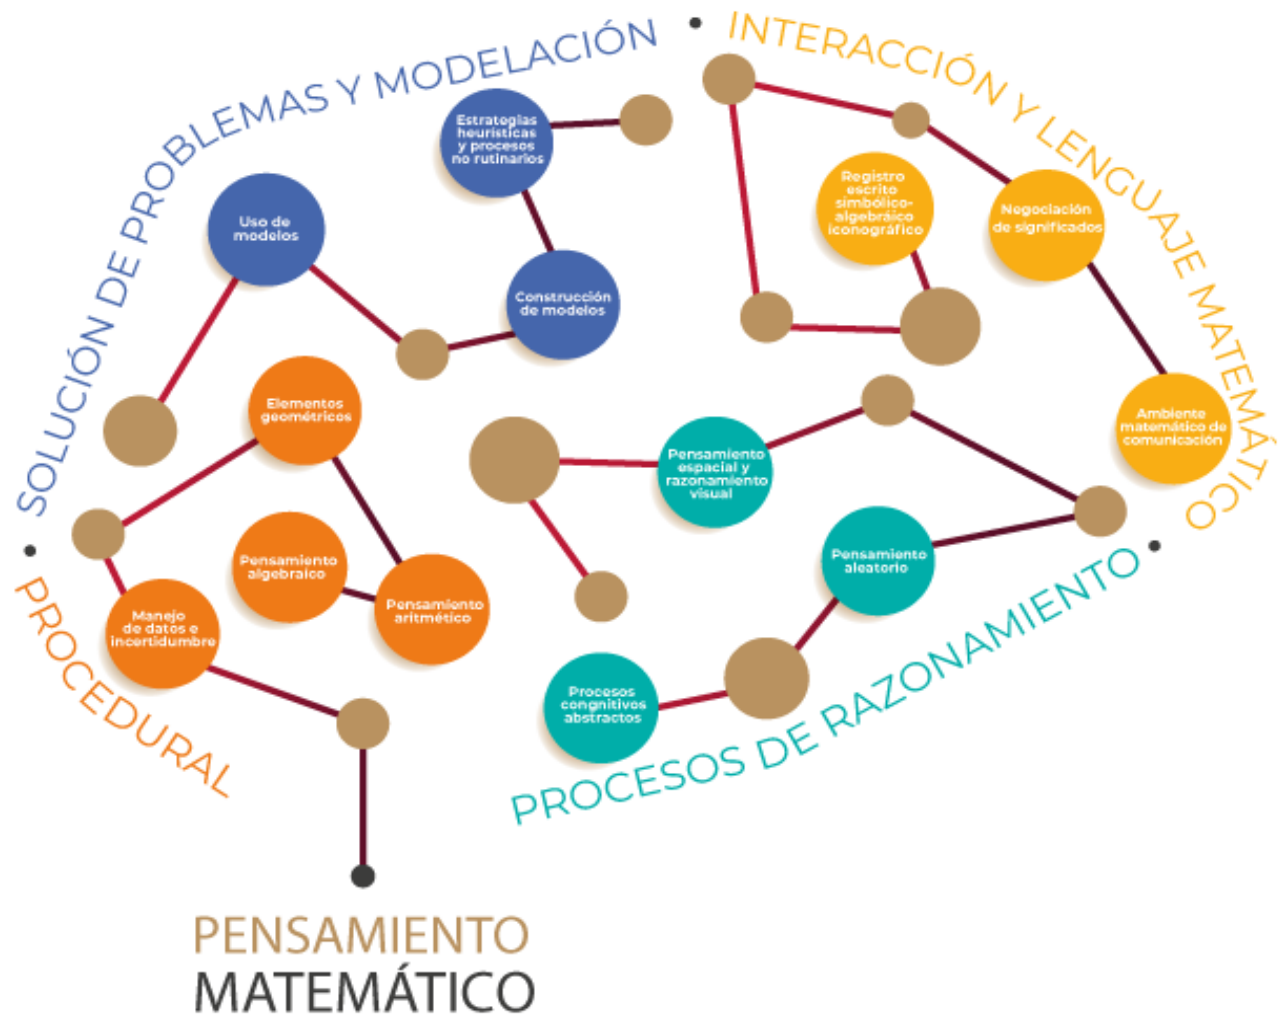 SOLUCIÓN DE PROBLEMAS Y MODELACIÓN
INTERACCIÓN Y LENGUAJE MATEMÁTICO
Estrategias
heurísticas
y procesos
no rutinarios
Uso de
modelos
Construcción
de modelos
Registro
escrito
simbólico-
algebráico
iconográfico
Negociación
de significados
Ambiente
matemático de
comunicación
Elementos
geométricos
Pensamiento
algebraico
Pensamiento
aritmético
Manejo
de datos e
incertidumbre
PROCEDURAL
Pensamiento
espacial y
razonamiento
visual
Pensamiento
aleatorio
Procesos
congnitivos
abstractos
PROCESOS DE RAZONAMIENTO
PENSAMIENTO
MATEMÁTICO